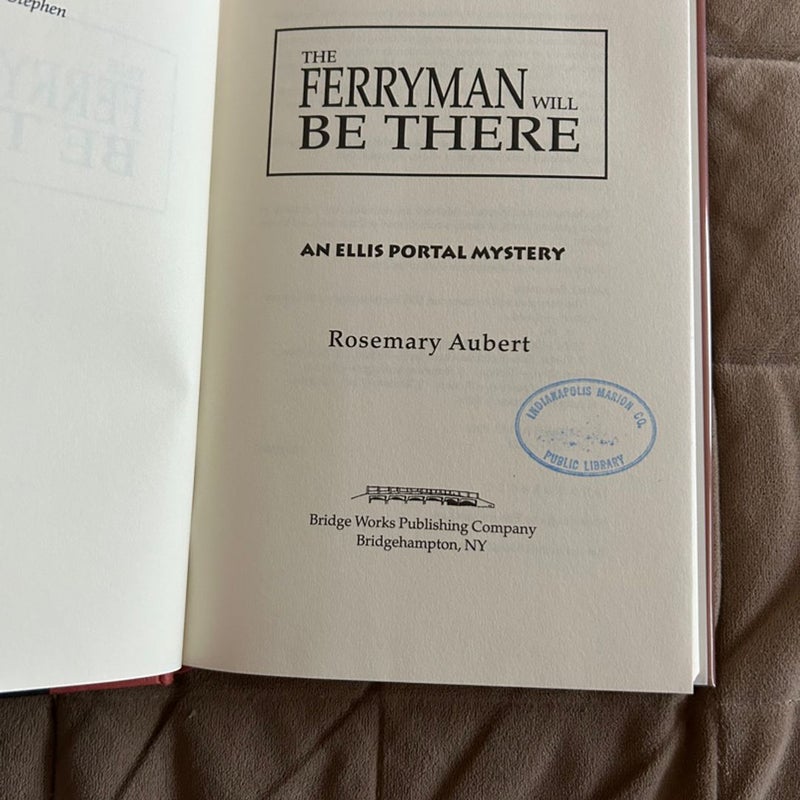 Stephen
THE
FERRYMAN WILL
BE THERE
AN ELLIS PORTAL MYSTERY
Rosemary Aubert
INDIANAPOLIS MARION CO.
PUBLIC LIBRARY
Bridge Works Publishing Company
Bridgehampton, NY